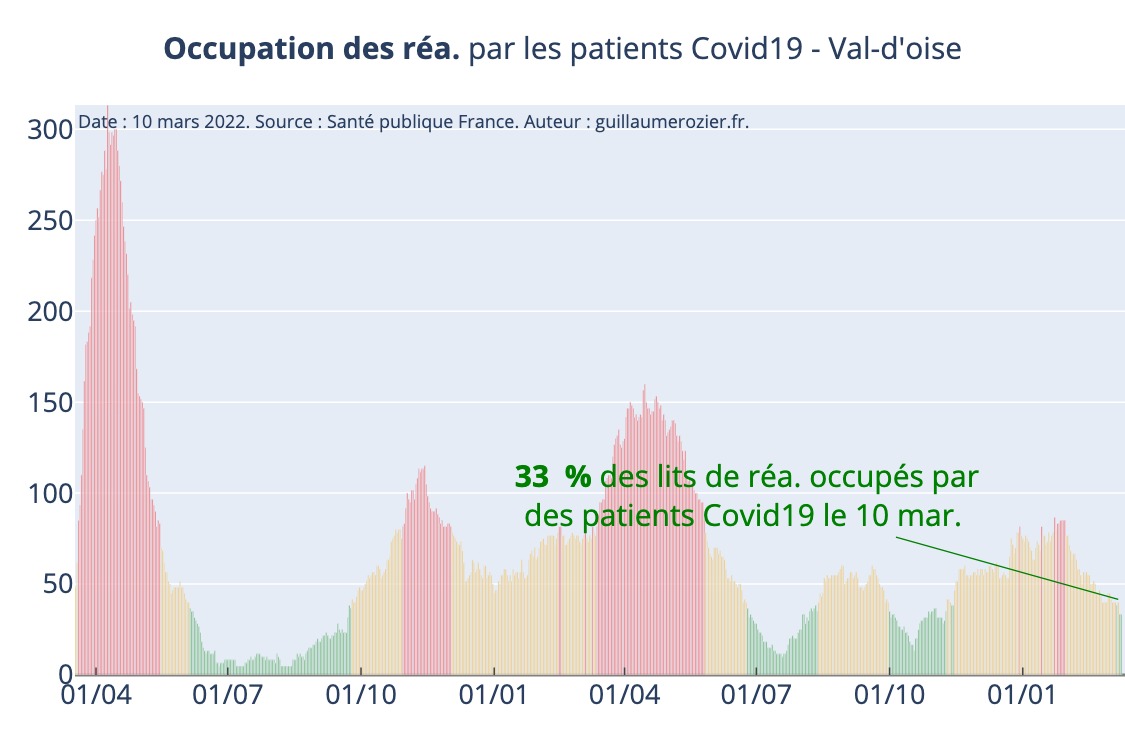 Occupation des réa. par les patients Covid19 - Val-d'oise
Date : 10 mars 2022. Source : Santé publique France. Auteur : guillaumerozier.fr.
300
250
200
150
100
50
0
33 % des lits de réa. occupés par
des patients Covid19 le 10 mar.
01/04 01/07 01/10 01/01 01/04 01/07 01/10 01/01